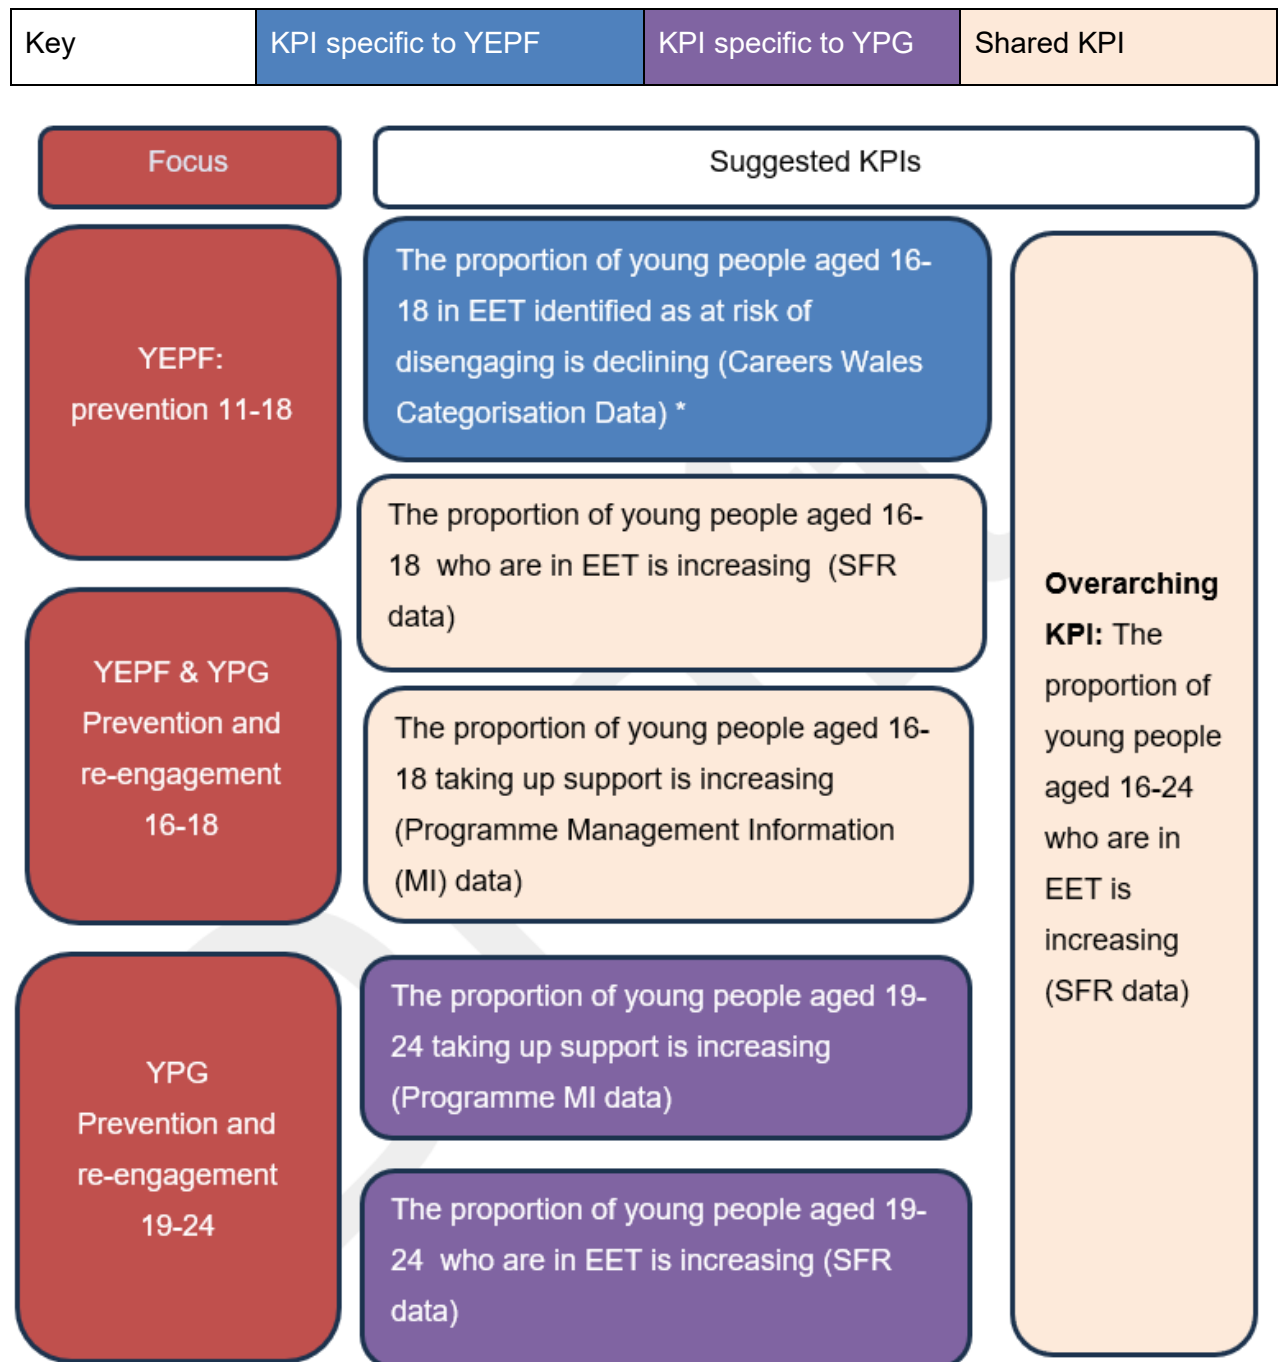 Key
KPI specific to YEPF
KPI specific to YPG
Shared KPI
Focus
Suggested KPIs
YEPF:
prevention 11-18
The proportion of young people aged 16-
18 in EET identified as at risk of
disengaging is declining (Careers Wales
Categorisation Data) *
The proportion of young people aged 16-
18  who are in EET is increasing  (SFR
data)
YEPF & YPG
Prevention and
re-engagement
16-18
The proportion of young people aged 16-
18 taking up support is increasing
(Programme Management Information
(MI) data)
YPG
Prevention and
re-engagement
19-24
The proportion of young people aged 19-
24 taking up support is increasing
(Programme MI data)
The proportion of young people aged 19-
24  who are in EET is increasing (SFR
data)
Overarching
KPI: The
proportion of
young people
aged 16-24
who are in
EET is
increasing
(SFR data)